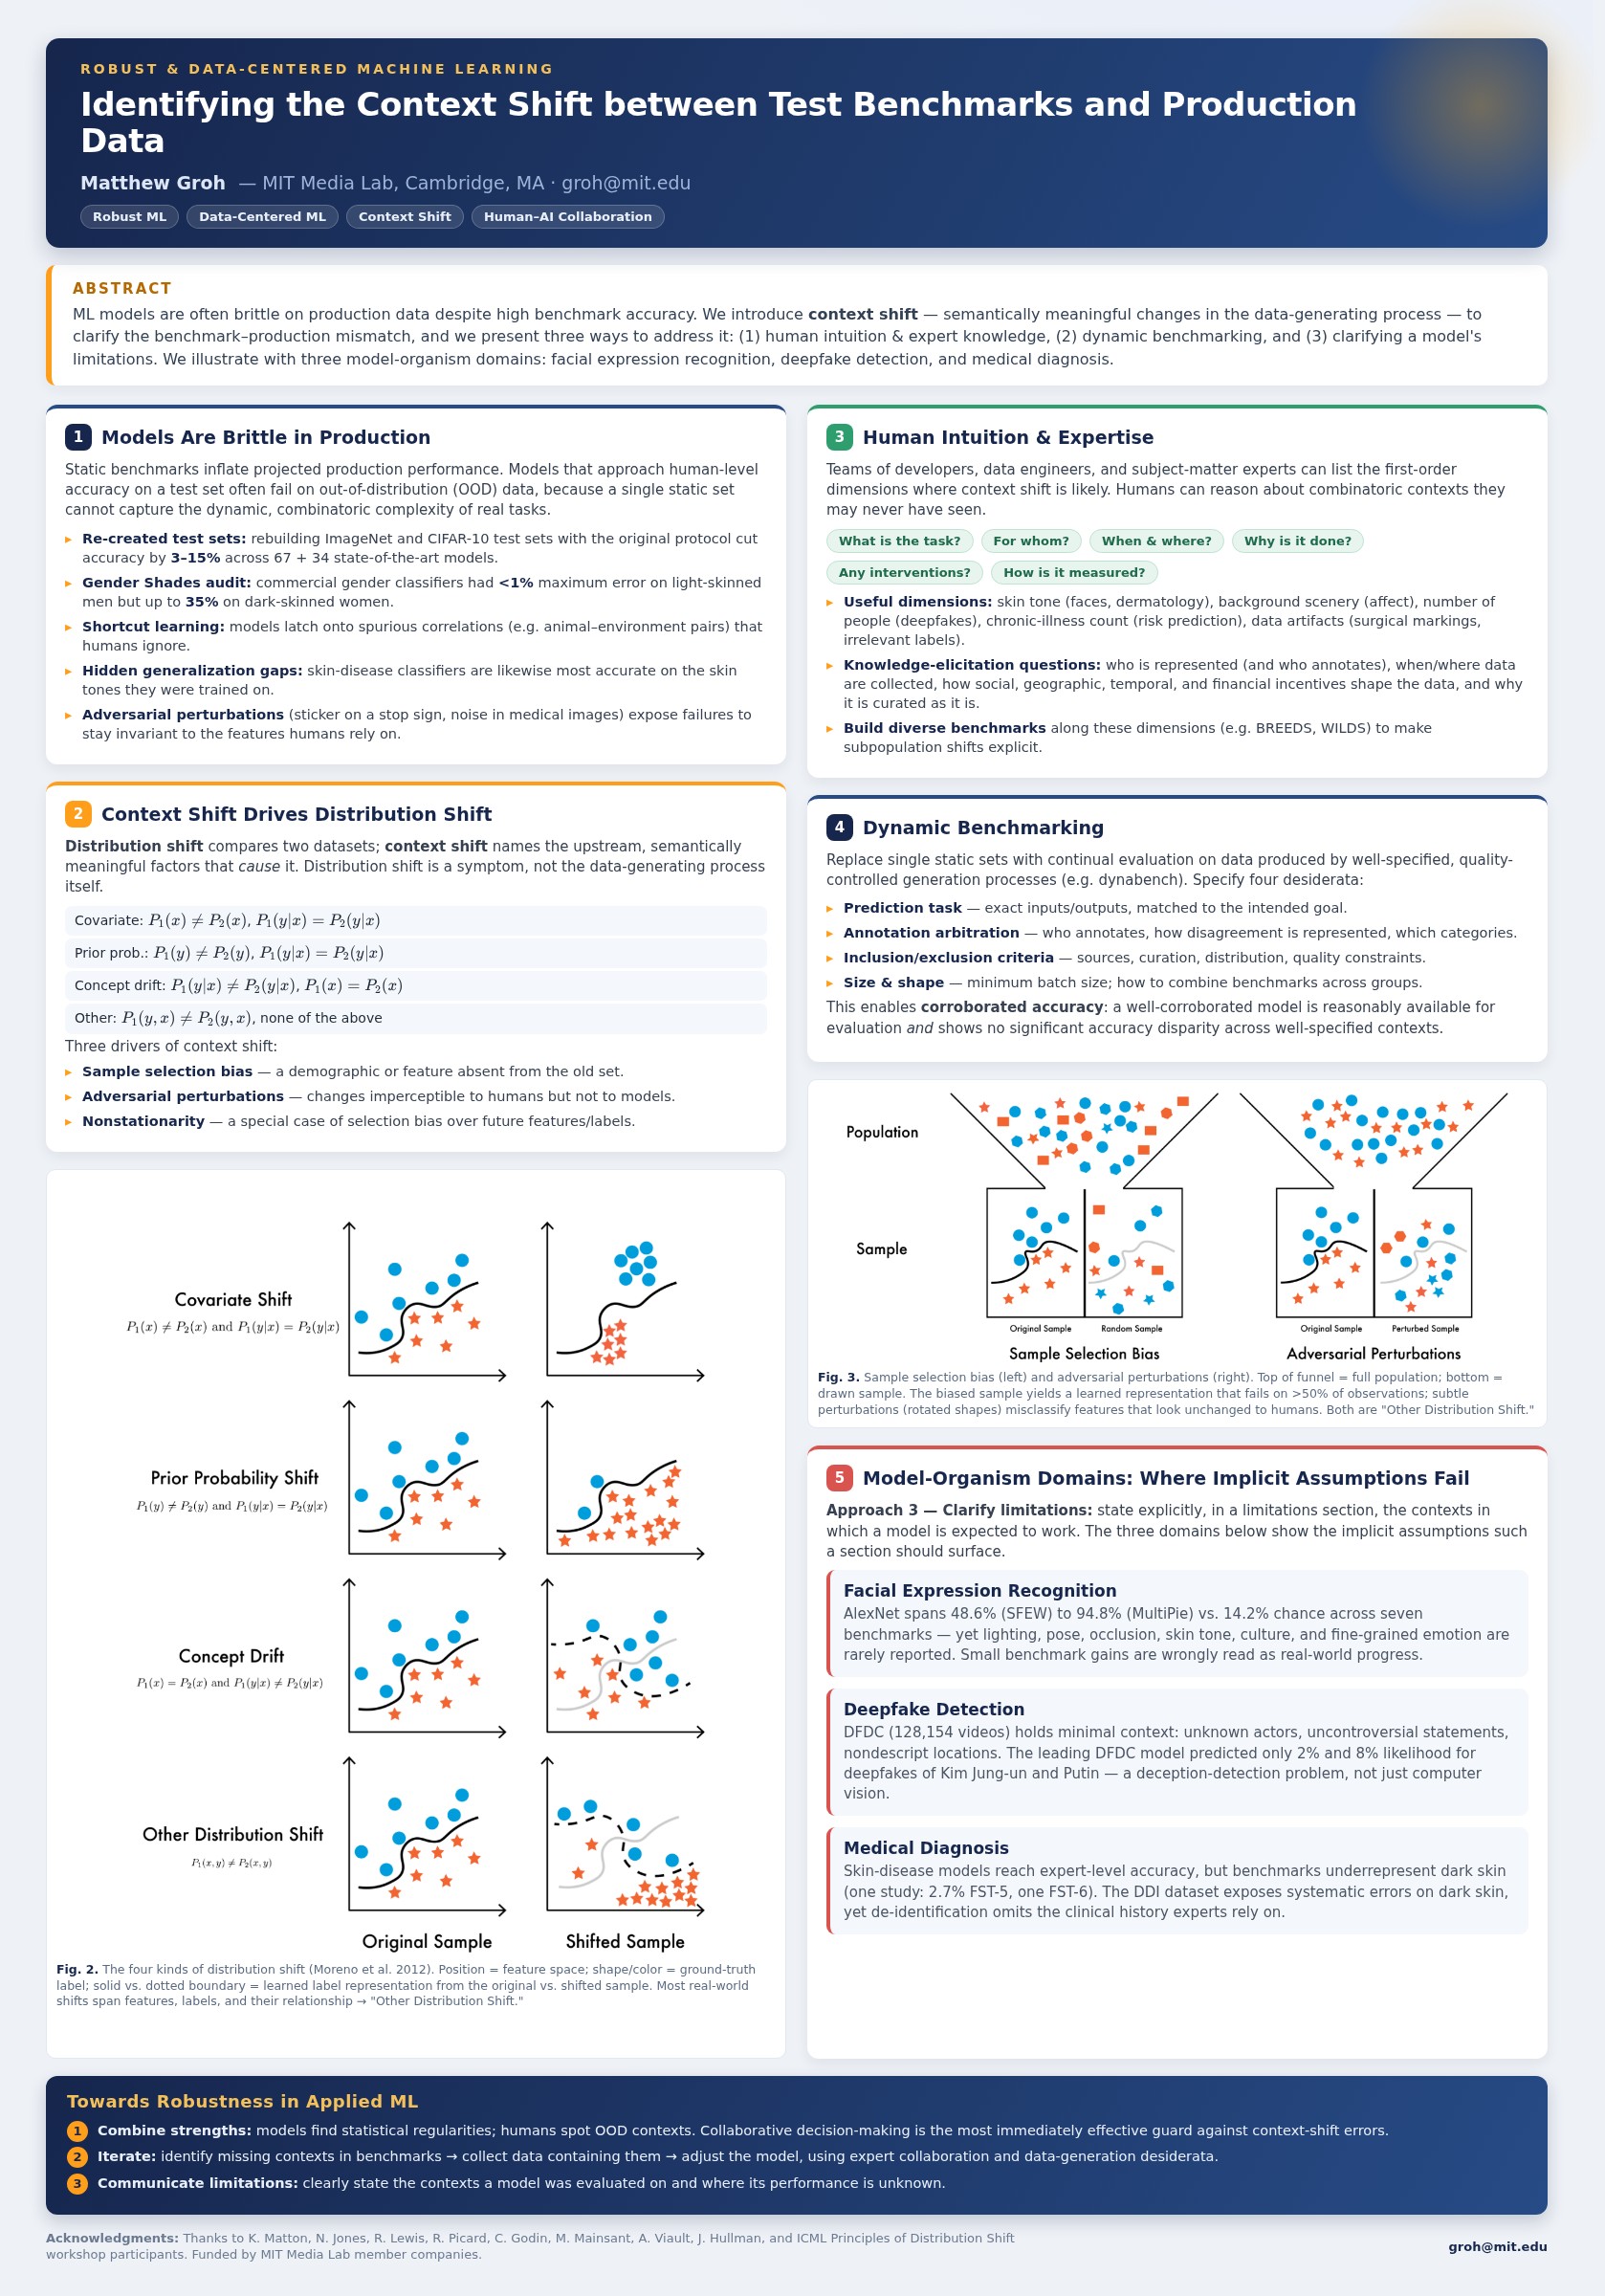 ROBUST & DATA-CENTERED MACHINE LEARNING
Identifying the Context Shift between Test Benchmarks and Production
Data
Matthew Groh — MIT Media Lab, Cambridge, MA · groh@mit.edu
Robust ML Data-Centered ML Context Shift Human–AI Collaboration
ABSTRACT
ML models are often brittle on production data despite high benchmark accuracy. We introduce context shift — semantically meaningful changes in the data-generating process — to
clarify the benchmark–production mismatch, and we present three ways to address it: (1) human intuition & expert knowledge, (2) dynamic benchmarking, and (3) clarifying a model's
limitations. We illustrate with three model-organism domains: facial expression recognition, deepfake detection, and medical diagnosis.
1 Models Are Brittle in Production
Static benchmarks inflate projected production performance. Models that approach human-level
accuracy on a test set often fail on out-of-distribution (OOD) data, because a single static set
cannot capture the dynamic, combinatoric complexity of real tasks.
▸ Re-created test sets: rebuilding ImageNet and CIFAR-10 test sets with the original protocol cut
accuracy by 3–15% across 67 + 34 state-of-the-art models.
▸ Gender Shades audit: commercial gender classifiers had <1% maximum error on light-skinned
men but up to 35% on dark-skinned women.
▸ Shortcut learning: models latch onto spurious correlations (e.g. animal–environment pairs) that
humans ignore.
▸ Hidden generalization gaps: skin-disease classifiers are likewise most accurate on the skin
tones they were trained on.
▸ Adversarial perturbations (sticker on a stop sign, noise in medical images) expose failures to
stay invariant to the features humans rely on.
2 Context Shift Drives Distribution Shift
Distribution shift compares two datasets; context shift names the upstream, semantically
meaningful factors that cause it. Distribution shift is a symptom, not the data-generating process
itself.
Covariate: P₁(x) ≠ P₂(x), P₁(y|x) = P₂(y|x)
Prior prob.: P₁(y) ≠ P₂(y), P₁(y|x) = P₂(y|x)
Concept drift: P₁(y|x) ≠ P₂(y|x), P₁(x) = P₂(x)
Other: P₁(y, x) ≠ P₂(y, x), none of the above
Three drivers of context shift:
▸ Sample selection bias — a demographic or feature absent from the old set.
▸ Adversarial perturbations — changes imperceptible to humans but not to models.
▸ Nonstationarity — a special case of selection bias over future features/labels.
Covariate Shift
P₁(x) ≠ P₂(x) and P₁(y|x) = P₂(y|x)
Prior Probability Shift
P₁(y) ≠ P₂(y) and P₁(y|x) = P₂(y|x)
Concept Drift
P₁(x) = P₂(x) and P₁(y|x) ≠ P₂(y|x)
Other Distribution Shift
P₁(x, y) ≠ P₂(x, y)
Original Sample Shifted Sample
Fig. 2. The four kinds of distribution shift (Moreno et al. 2012). Position = feature space; shape/color = ground-truth
label; solid vs. dotted boundary = learned label representation from the original vs. shifted sample. Most real-world
shifts span features, labels, and their relationship → "Other Distribution Shift."
3 Human Intuition & Expertise
Teams of developers, data engineers, and subject-matter experts can list the first-order
dimensions where context shift is likely. Humans can reason about combinatoric contexts they
may never have seen.
What is the task? For whom? When & where? Why is it done?
Any interventions? How is it measured?
▸ Useful dimensions: skin tone (faces, dermatology), background scenery (affect), number of
people (deepfakes), chronic-illness count (risk prediction), data artifacts (surgical markings,
irrelevant labels).
▸ Knowledge-elicitation questions: who is represented (and who annotates), when/where data
are collected, how social, geographic, temporal, and financial incentives shape the data, and why
it is curated as it is.
▸ Build diverse benchmarks along these dimensions (e.g. BREEDS, WILDS) to make
subpopulation shifts explicit.
4 Dynamic Benchmarking
Replace single static sets with continual evaluation on data produced by well-specified, quality-
controlled generation processes (e.g. dynabench). Specify four desiderata:
▸ Prediction task — exact inputs/outputs, matched to the intended goal.
▸ Annotation arbitration — who annotates, how disagreement is represented, which categories.
▸ Inclusion/exclusion criteria — sources, curation, distribution, quality constraints.
▸ Size & shape — minimum batch size; how to combine benchmarks across groups.
This enables corroborated accuracy: a well-corroborated model is reasonably available for
evaluation and shows no significant accuracy disparity across well-specified contexts.
Population
Sample
Original Sample Random Sample Original Sample Perturbed Sample
Sample Selection Bias Adversarial Perturbations
Fig. 3. Sample selection bias (left) and adversarial perturbations (right). Top of funnel = full population; bottom =
drawn sample. The biased sample yields a learned representation that fails on >50% of observations; subtle
perturbations (rotated shapes) misclassify features that look unchanged to humans. Both are "Other Distribution Shift."
5 Model-Organism Domains: Where Implicit Assumptions Fail
Approach 3 — Clarify limitations: state explicitly, in a limitations section, the contexts in
which a model is expected to work. The three domains below show the implicit assumptions such
a section should surface.
Facial Expression Recognition
AlexNet spans 48.6% (SFEW) to 94.8% (MultiPie) vs. 14.2% chance across seven
benchmarks — yet lighting, pose, occlusion, skin tone, culture, and fine-grained emotion are
rarely reported. Small benchmark gains are wrongly read as real-world progress.
Deepfake Detection
DFDC (128,154 videos) holds minimal context: unknown actors, uncontroversial statements,
nondescript locations. The leading DFDC model predicted only 2% and 8% likelihood for
deepfakes of Kim Jung-un and Putin — a deception-detection problem, not just computer
vision.
Medical Diagnosis
Skin-disease models reach expert-level accuracy, but benchmarks underrepresent dark skin
(one study: 2.7% FST-5, one FST-6). The DDI dataset exposes systematic errors on dark skin,
yet de-identification omits the clinical history experts rely on.
Towards Robustness in Applied ML
1 Combine strengths: models find statistical regularities; humans spot OOD contexts. Collaborative decision-making is the most immediately effective guard against context-shift errors.
2 Iterate: identify missing contexts in benchmarks → collect data containing them → adjust the model, using expert collaboration and data-generation desiderata.
3 Communicate limitations: clearly state the contexts a model was evaluated on and where its performance is unknown.
Acknowledgments: Thanks to K. Matton, N. Jones, R. Lewis, R. Picard, C. Godin, M. Mainsant, A. Viault, J. Hullman, and ICML Principles of Distribution Shift
workshop participants. Funded by MIT Media Lab member companies.
groh@mit.edu